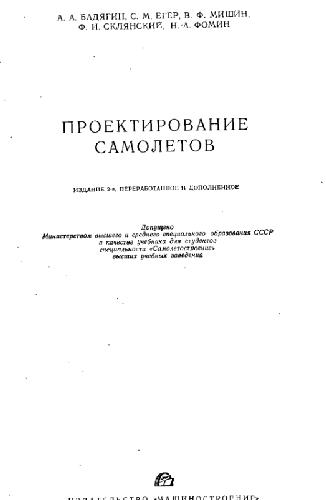 А. А. БАДЯГИН, С. М. ЕГЕР, В. Ф. МИШИН,
Ф. И. СКЛЯНСКИЙ, Н. А. ФОМИН
ПРОЕКТИРОВАНИЕ
САМОЛЕТОВ
ИЗДАНИЕ 2-е, ПЕРЕРАБОТАННОЕ И ДОПОЛНЕННОЕ
Допущено
Министерством высшего и среднего специального образования СССР
в качестве учебника для студентов
специальности «Самолетостроение»
высших учебных заведений
ИЗДАТЕЛЬСТВО «МАШИНОСТРОЕНИЕ»